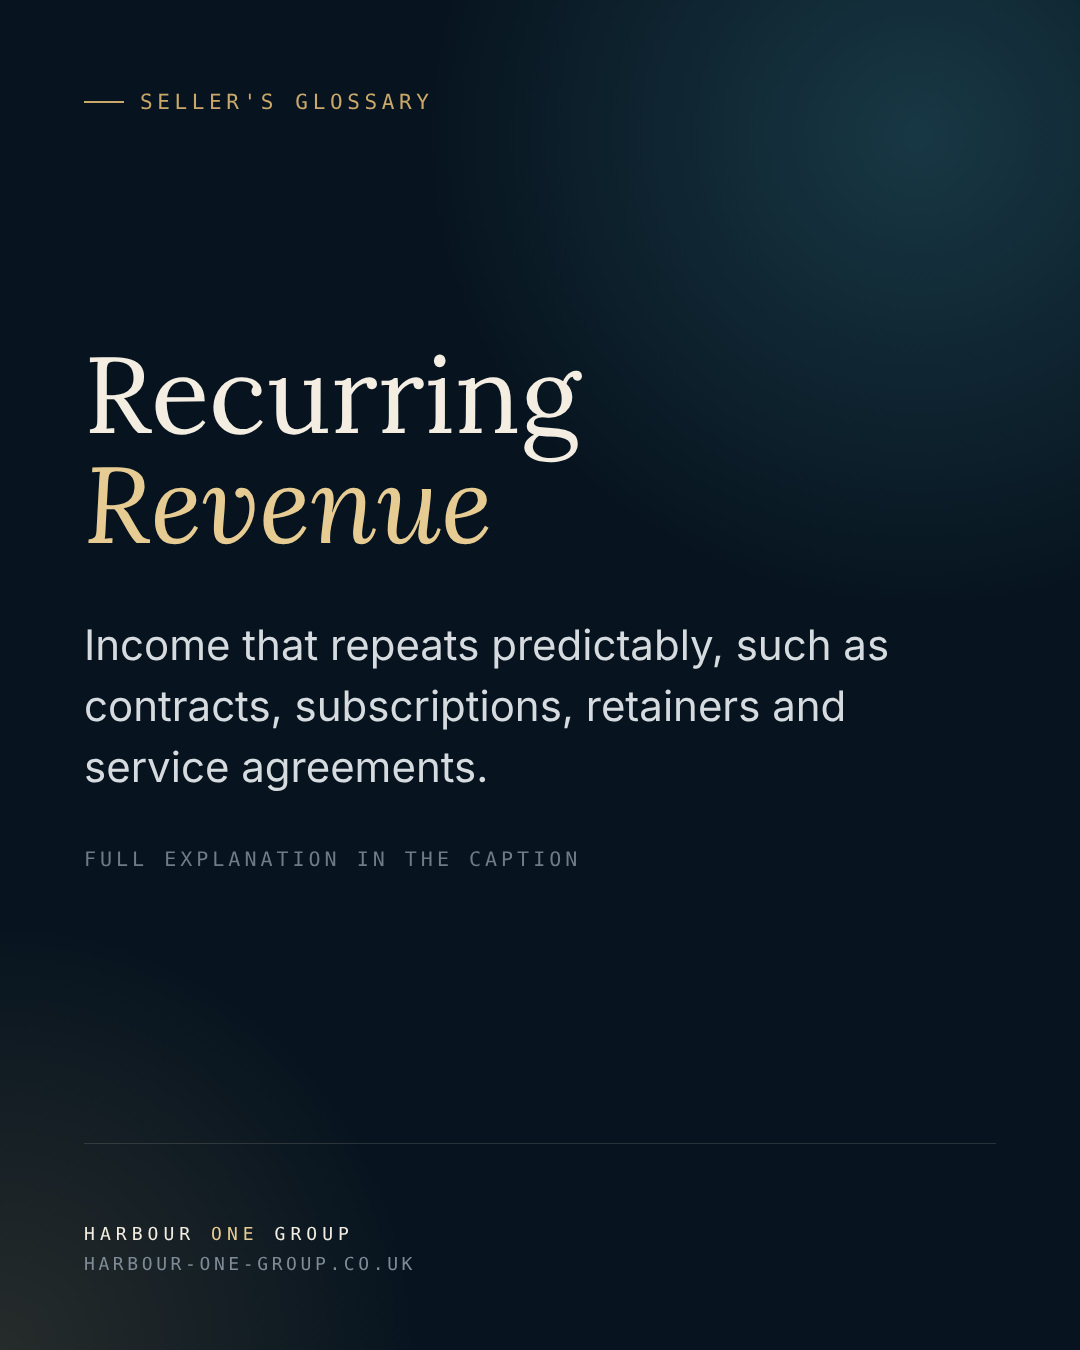 SELLER'S GLOSSARY
Recurring
Revenue
Income that repeats predictably, such as
contracts, subscriptions, retainers and
service agreements.
FULL EXPLANATION IN THE CAPTION
HARBOUR ONE GROUP
HARBOUR-ONE-GROUP.CO.UK